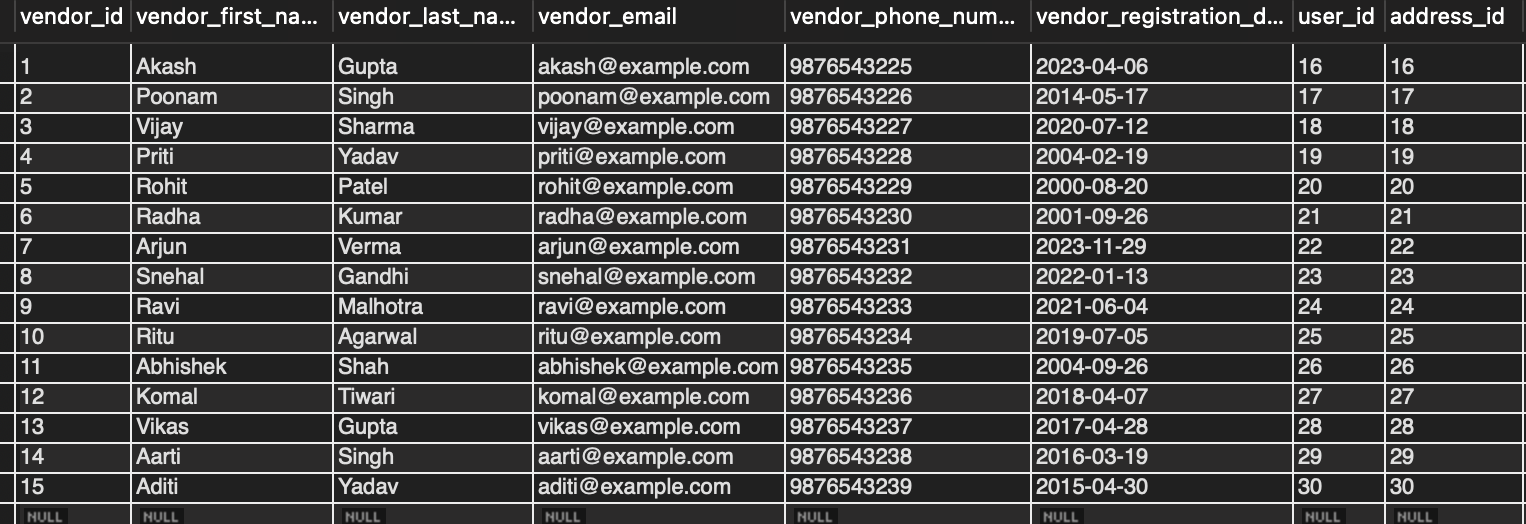 vendor_id vendor_first_na... vendor_last_na... vendor_email vendor_phone_num... vendor_registration_d... user_id address_id
1 Akash Gupta akash@example.com 9876543225 2023-04-06 16 16
2 Poonam Singh poonam@example.com 9876543226 2014-05-17 17 17
3 Vijay Sharma vijay@example.com 9876543227 2020-07-12 18 18
4 Priti Yadav priti@example.com 9876543228 2004-02-19 19 19
5 Rohit Patel rohit@example.com 9876543229 2000-08-20 20 20
6 Radha Kumar radha@example.com 9876543230 2001-09-26 21 21
7 Arjun Verma arjun@example.com 9876543231 2023-11-29 22 22
8 Snehal Gandhi snehal@example.com 9876543232 2022-01-13 23 23
9 Ravi Malhotra ravi@example.com 9876543233 2021-06-04 24 24
10 Ritu Agarwal ritu@example.com 9876543234 2019-07-05 25 25
11 Abhishek Shah abhishek@example.com 9876543235 2004-09-26 26 26
12 Komal Tiwari komal@example.com 9876543236 2018-04-07 27 27
13 Vikas Gupta vikas@example.com 9876543237 2017-04-28 28 28
14 Aarti Singh aarti@example.com 9876543238 2016-03-19 29 29
15 Aditi Yadav aditi@example.com 9876543239 2015-04-30 30 30
NULL NULL NULL NULL NULL NULL NULL NULL